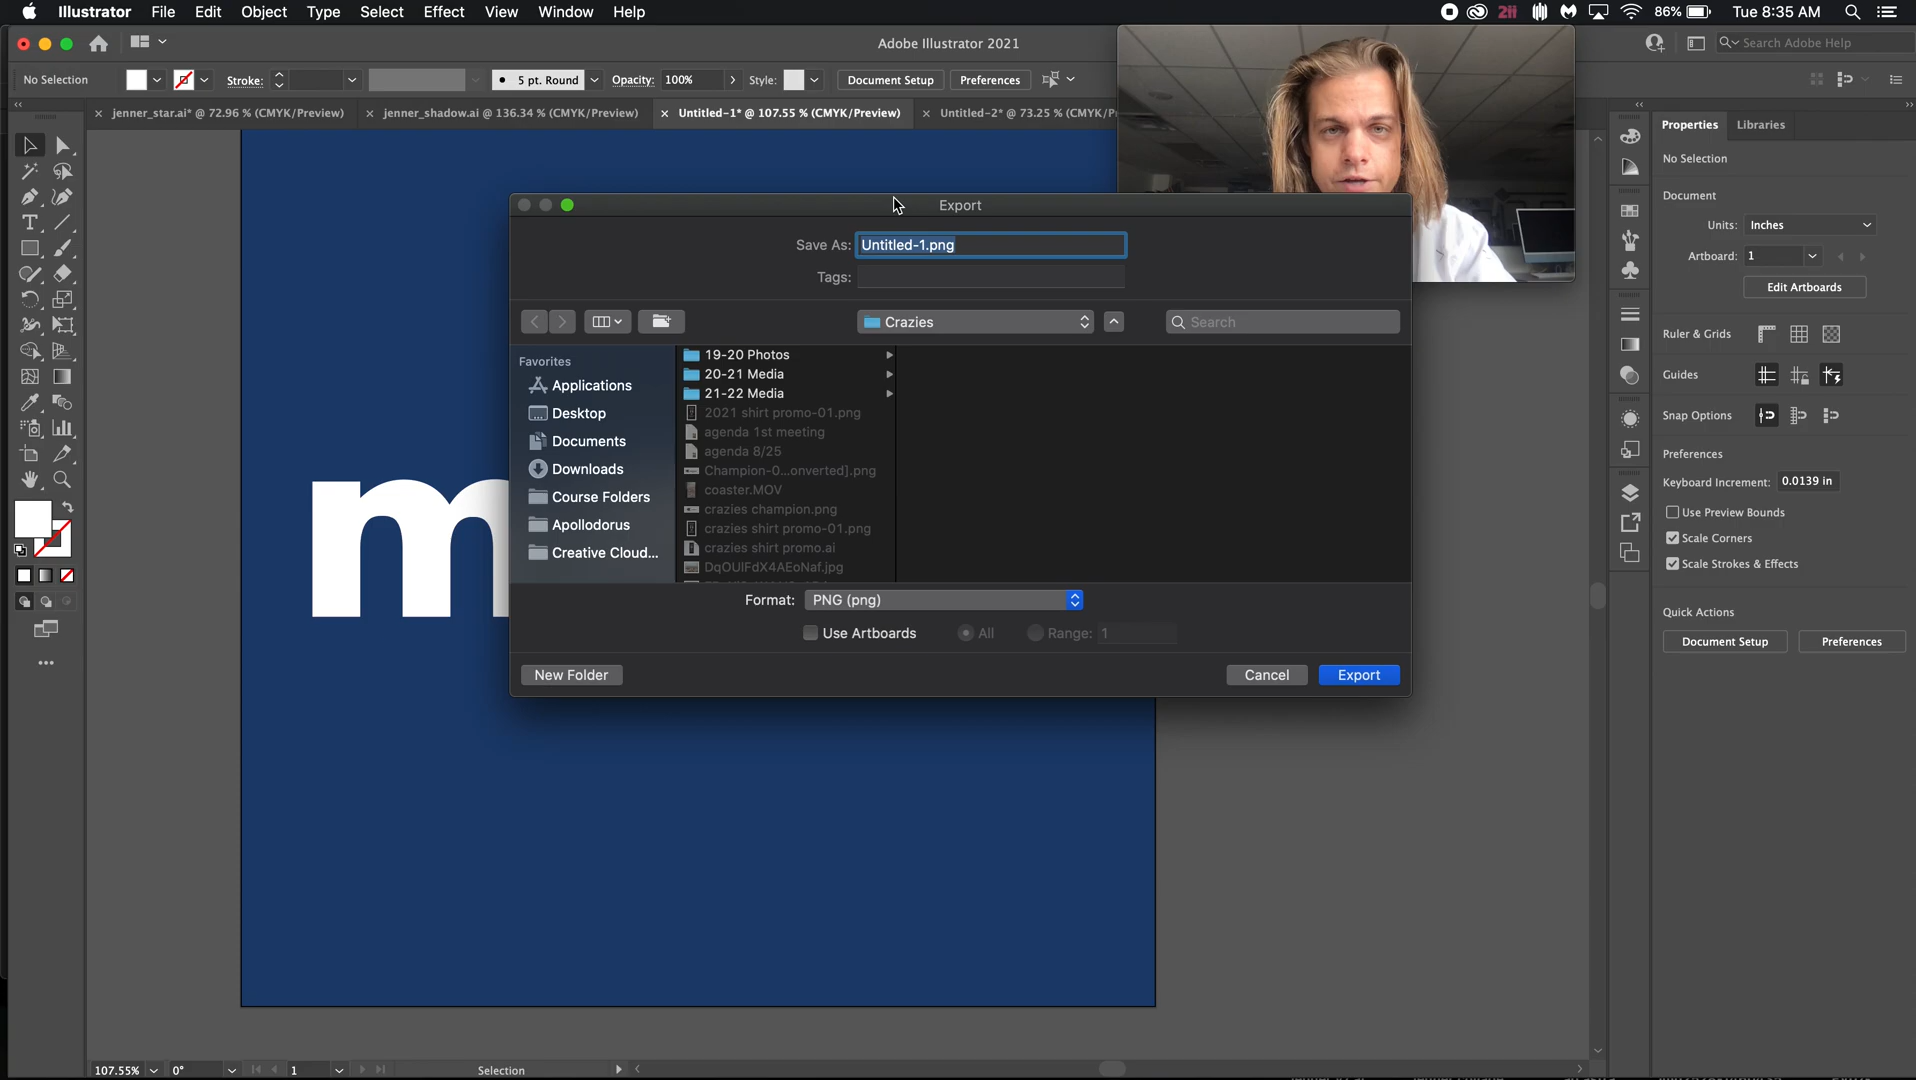 Illustrator File Edit Object Type Select Effect View Window Help
86% Tue 8:35 AM
Adobe Illustrator 2021
Search Adobe Help
No Selection
Stroke:
5 pt. Round
Opacity: 100%
Style:
Document Setup
Preferences
jenner_star.ai* @ 72.96 % (CMYK/Preview)
jenner_shadow.ai @ 136.34 % (CMYK/Preview)
Untitled-1* @ 107.55 % (CMYK/Preview)
Untitled-2* @ 73.25 % (CMYK/P
m
Export
Save As: Untitled-1.png
Tags:
Crazies
Search
Favorites
Applications
Desktop
Documents
Downloads
Course Folders
Apollodorus
Creative Cloud...
19-20 Photos
20-21 Media
21-22 Media
2021 shirt promo-01.png
agenda 1st meeting
agenda 8/25
Champion-0...onverted].png
coaster.MOV
crazies champion.png
crazies shirt promo-01.png
crazies shirt promo.ai
DqOUIFdX4AEoNaf.jpg
Format: PNG (png)
Use Artboards All Range: 1
New Folder Cancel Export
Properties Libraries
No Selection
Document
Units: Inches
Artboard: 1
Edit Artboards
Ruler & Grids
Guides
Snap Options
Preferences
Keyboard Increment: 0.0139 in
Use Preview Bounds
Scale Corners
Scale Strokes & Effects
Quick Actions
Document Setup Preferences
107.55% 0° 1 Selection